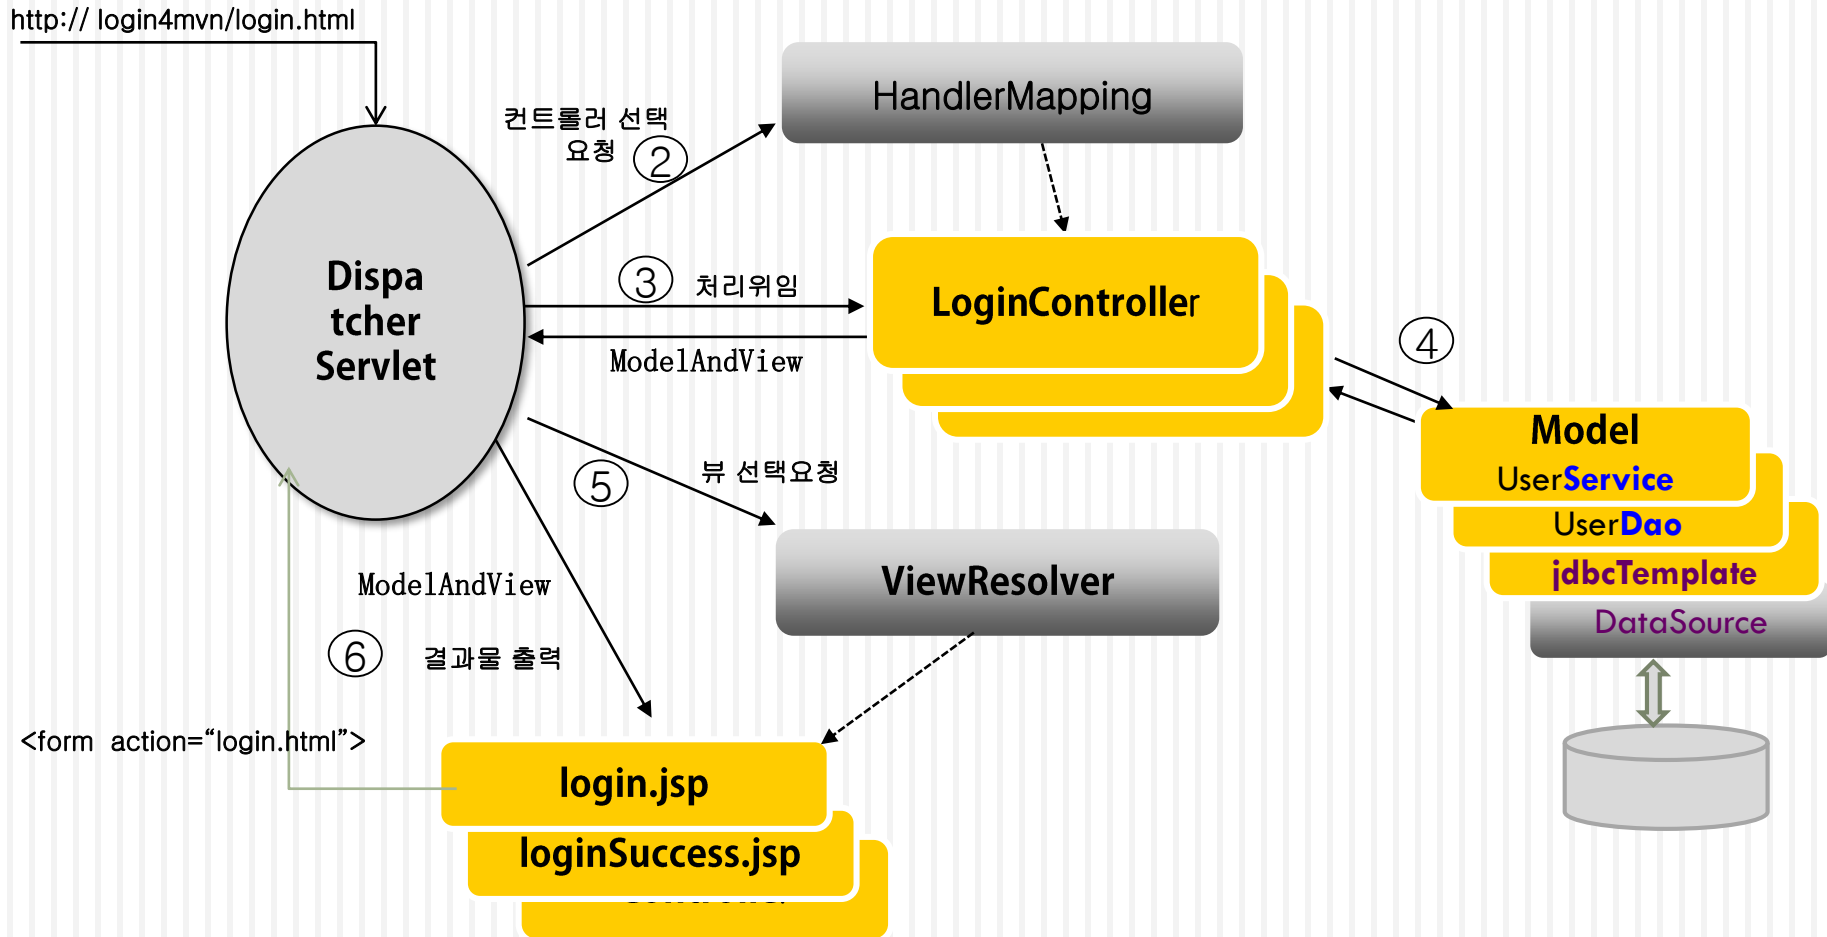 http:// login4mvn/login.html
HandlerMapping
컨트롤러 선택
요청
②
Dispa
tcher
Servlet
③
처리위임
LoginController
ModelAndView
④
Model
UserService
UserDao
jdbcTemplate
DataSource
⑤
뷰 선택요청
ViewResolver
ModelAndView
⑥
결과물 출력
<form action=“login.html”>
login.jsp
loginSuccess.jsp